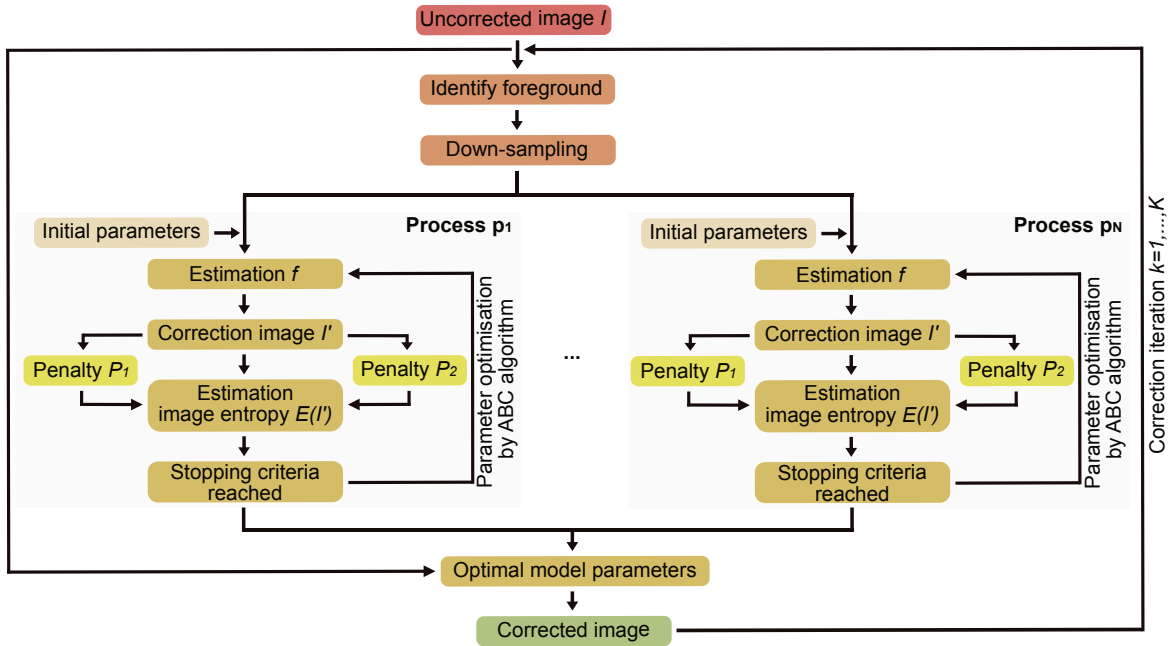 Uncorrected image I
Identify foreground
Down-sampling
Initial parameters
Process p1
Estimation f
Correction image I'
Penalty P1
Penalty P2
Estimation
image entropy E(I')
Stopping criteria
reached
Parameter optimisation
by ABC algorithm
...
Initial parameters
Process pN
Estimation f
Correction image I'
Penalty P1
Penalty P2
Estimation
image entropy E(I')
Stopping criteria
reached
Parameter optimisation
by ABC algorithm
Correction iteration k=1,...,K
Optimal model parameters
Corrected image